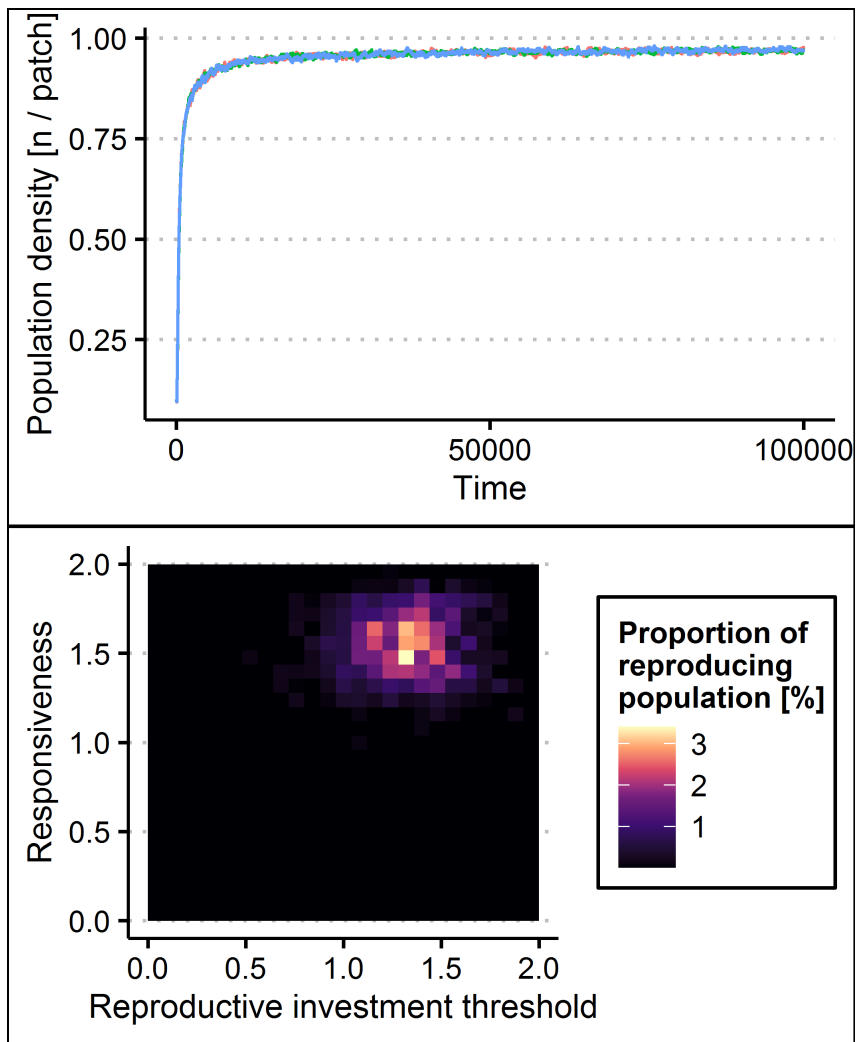 Population density [n / patch]
1.00
0.75
0.50
0.25
0 50000 100000
Time
Responsiveness
2.0
1.5
1.0
0.5
0.0
0.0 0.5 1.0 1.5 2.0
Reproductive investment threshold
Proportion of
reproducing
population [%]
3
2
1